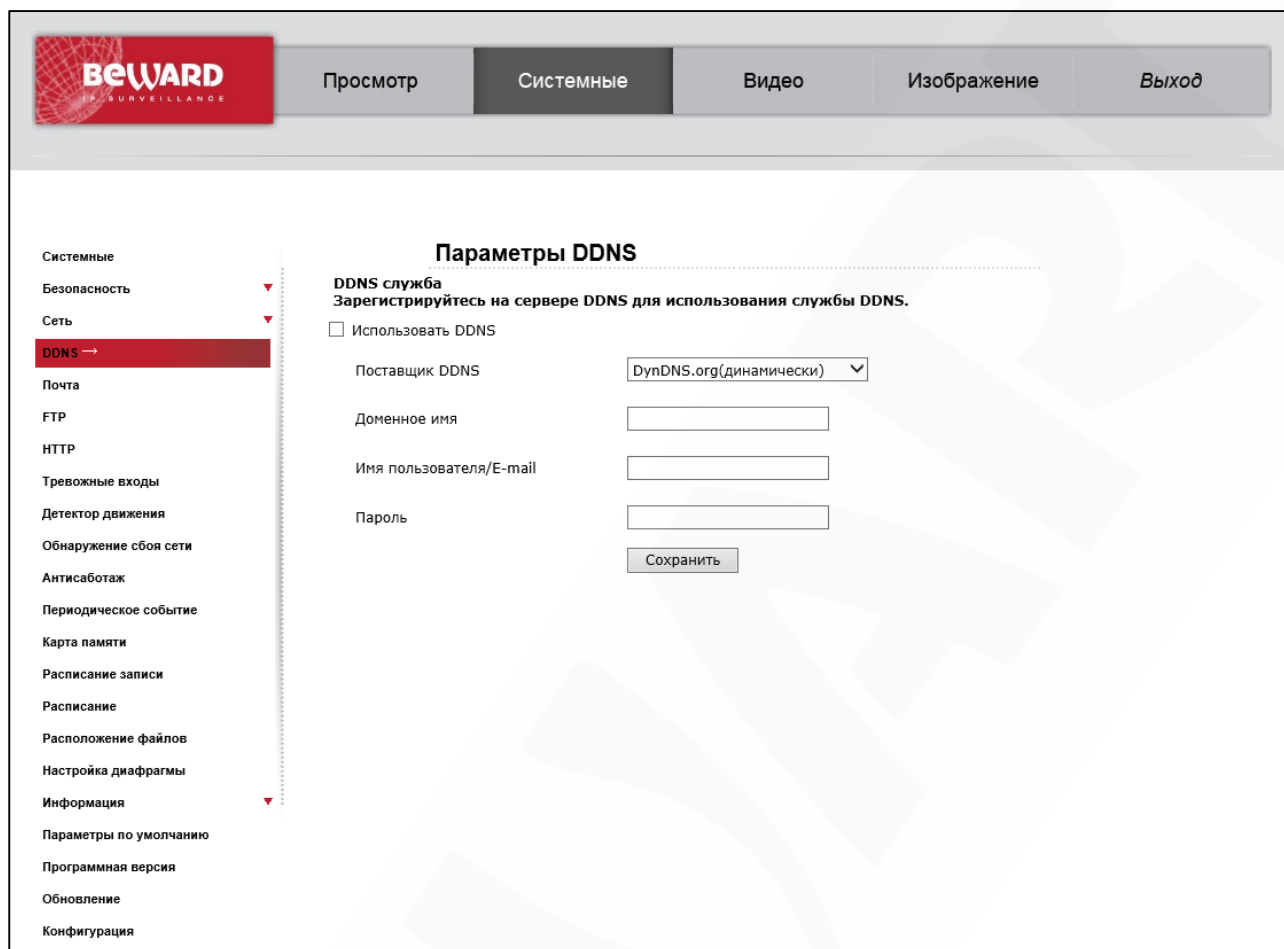 BEWARD
IP SURVEILLANCE
Просмотр
Системные
Видео
Изображение
Выход
Системные
Безопасность
Сеть
DDNS →
Почта
FTP
HTTP
Тревожные входы
Детектор движения
Обнаружение сбоя сети
Антисаботаж
Периодическое событие
Карта памяти
Расписание записи
Расписание
Расположение файлов
Настройка диафрагмы
Информация
Параметры по умолчанию
Программная версия
Обновление
Конфигурация
Параметры DDNS
DDNS служба
Зарегистрируйтесь на сервере DDNS для использования службы DDNS.
Использовать DDNS
Поставщик DDNS
DynDNS.org(динамически)
Доменное имя
Имя пользователя/E-mail
Пароль
Сохранить